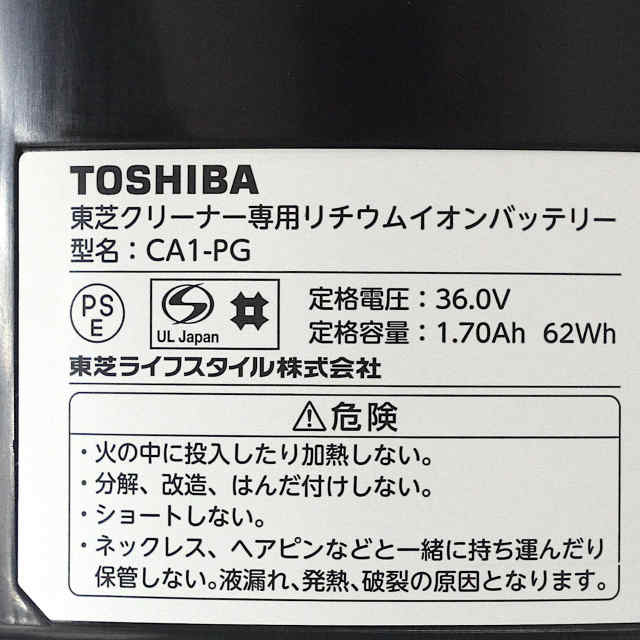 TOSHIBA
東芝クリーナー専用リチウムイオンバッテリー
型名：CA1-PG
PS
E
UL Japan
定格電圧：36.0V
定格容量：1.70Ah 62Wh
東芝ライフスタイル株式会社
⚠危険
・火の中に投入したり加熱しない。
・分解、改造、はんだ付けしない。
・ショートしない。
・ネックレス、ヘアピンなどと一緒に持ち運んだり
保管しない。液漏れ、発熱、破裂の原因となります。